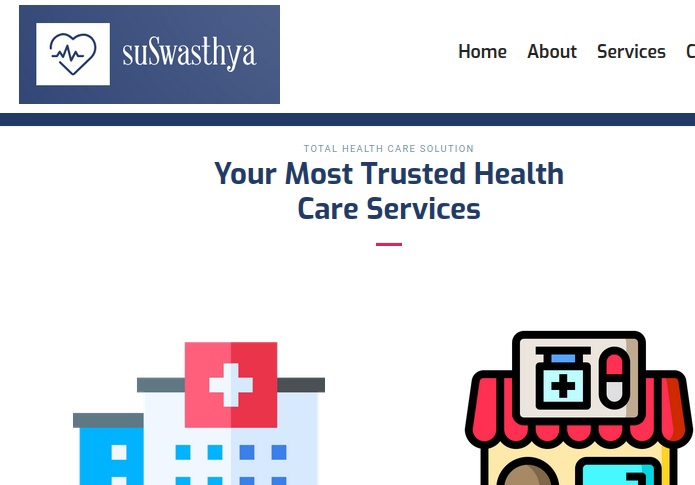 suSwasthya
Home About Services
TOTAL HEALTH CARE SOLUTION
Your Most Trusted Health
Care Services